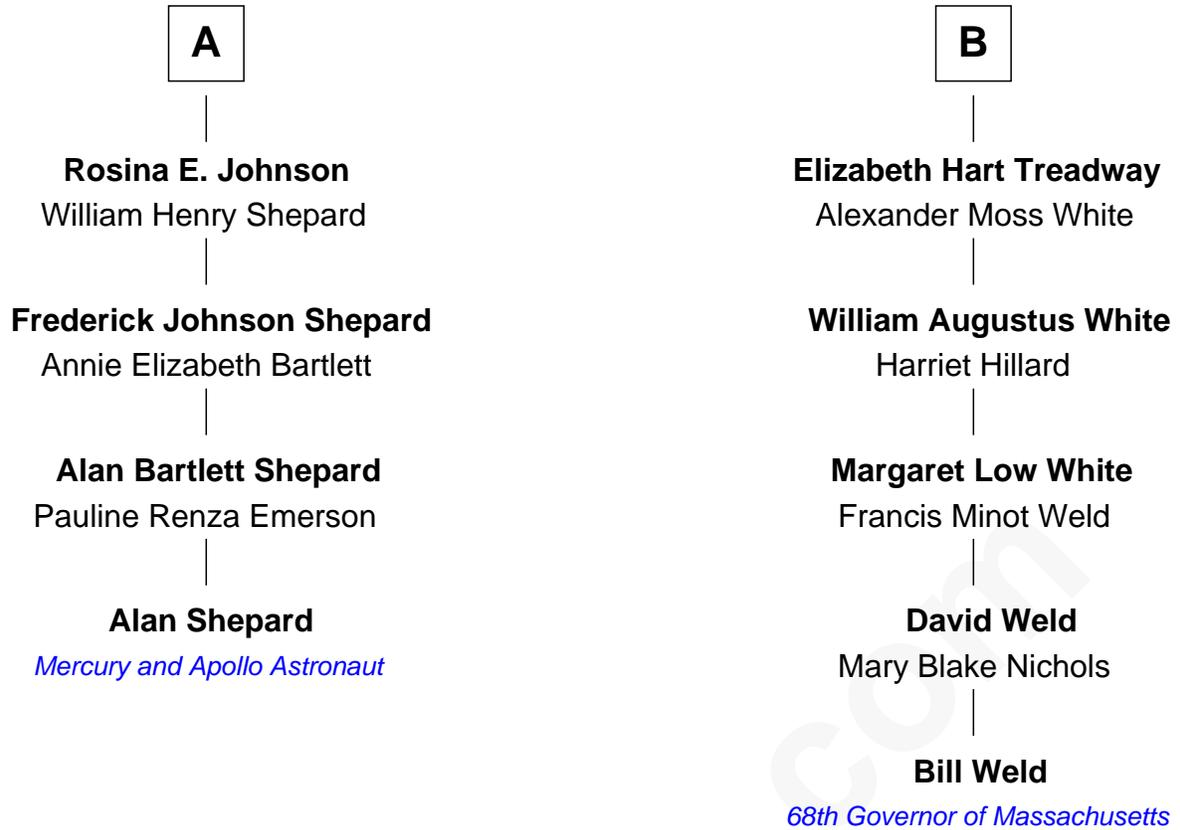 A
Rosina E. Johnson
William Henry Shepard
Frederick Johnson Shepard
Annie Elizabeth Bartlett
Alan Bartlett Shepard
Pauline Renza Emerson
Alan Shepard
Mercury and Apollo Astronaut
B
Elizabeth Hart Treadway
Alexander Moss White
William Augustus White
Harriet Hillard
Margaret Low White
Francis Minot Weld
David Weld
Mary Blake Nichols
Bill Weld
68th Governor of Massachusetts
com